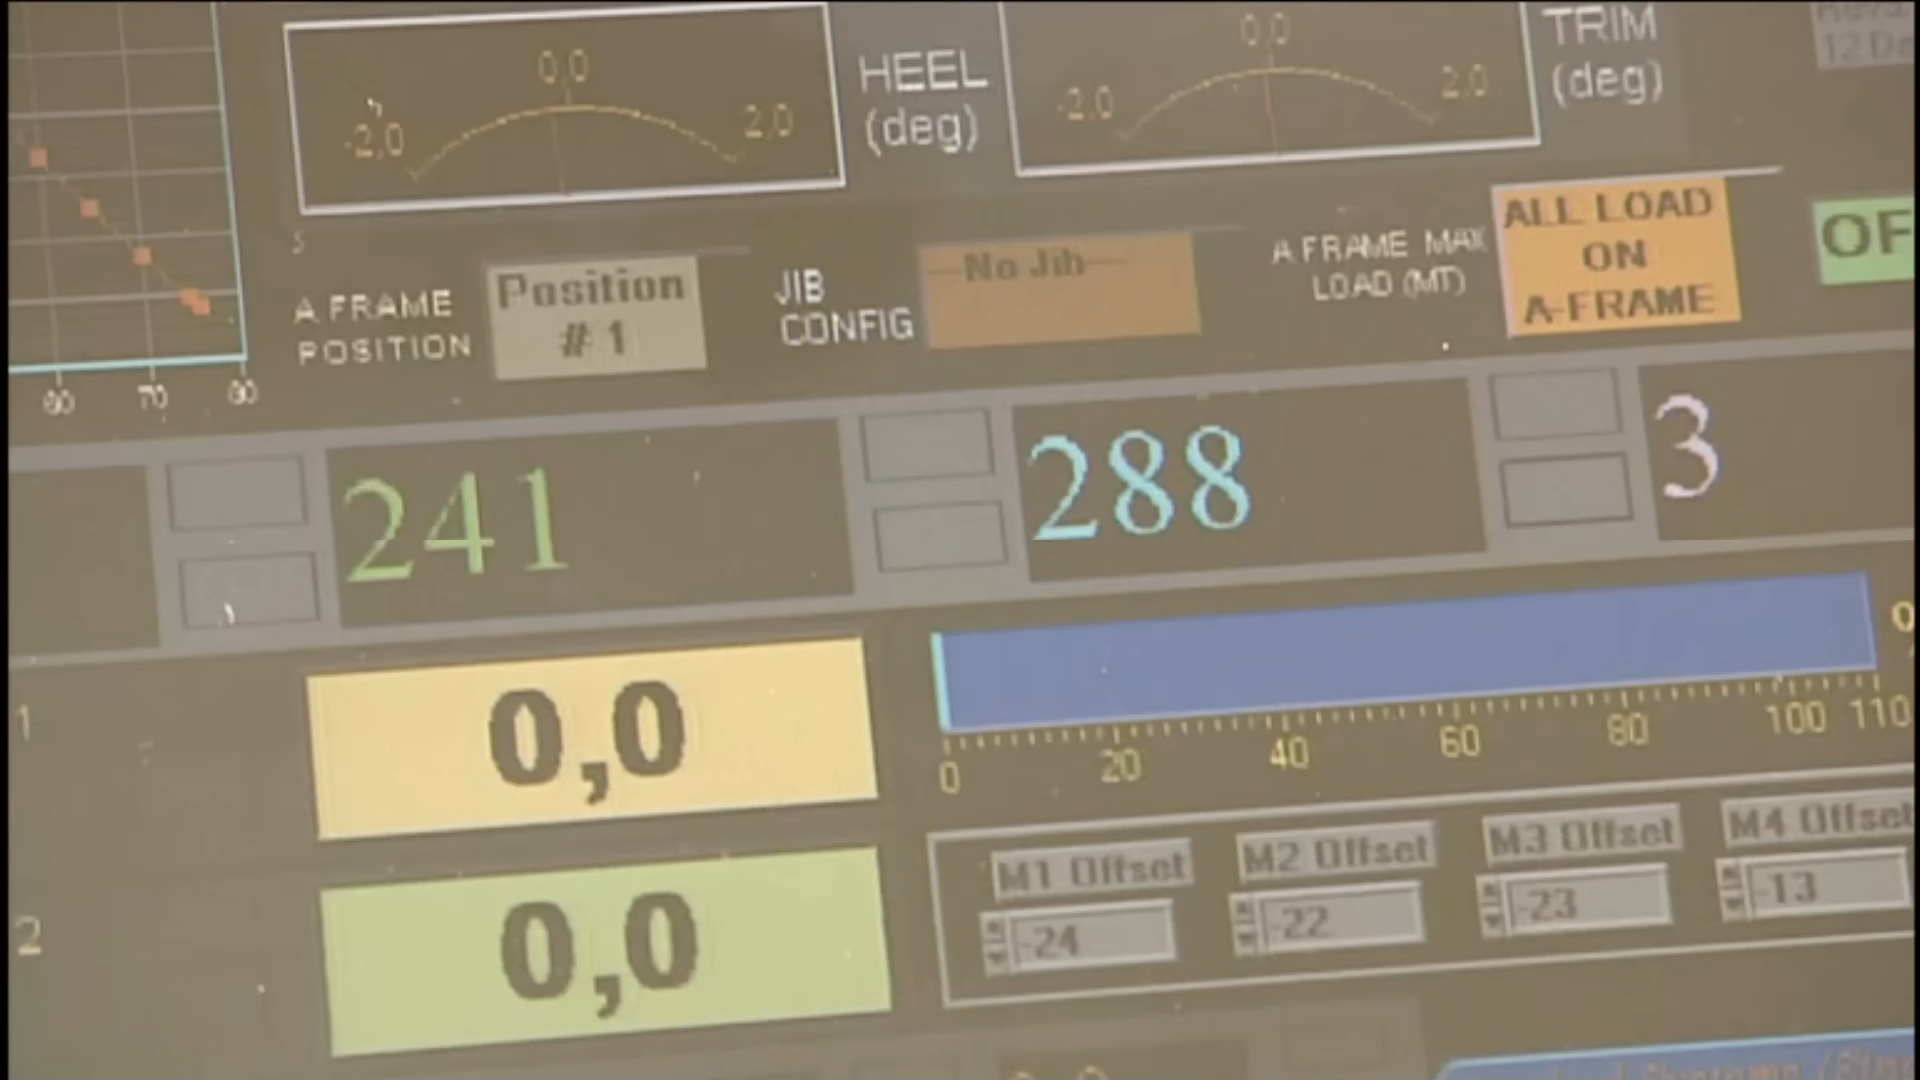 0,0
-2,0
2,0
HEEL
(deg)
0,0
-2,0
2,0
TRIM
(deg)
A FRAME
POSITION
Position
# 1
JIB
CONFIG
No Jib
A FRAME MAX
LOAD (MT)
ALL LOAD
ON
A-FRAME
OF
60
70
80
241
288
3
1
0,0
0
20
40
60
80
100
110
2
0,0
M1 Offset
-24
M2 Offset
-22
M3 Offset
-23
M4 Offset
-13